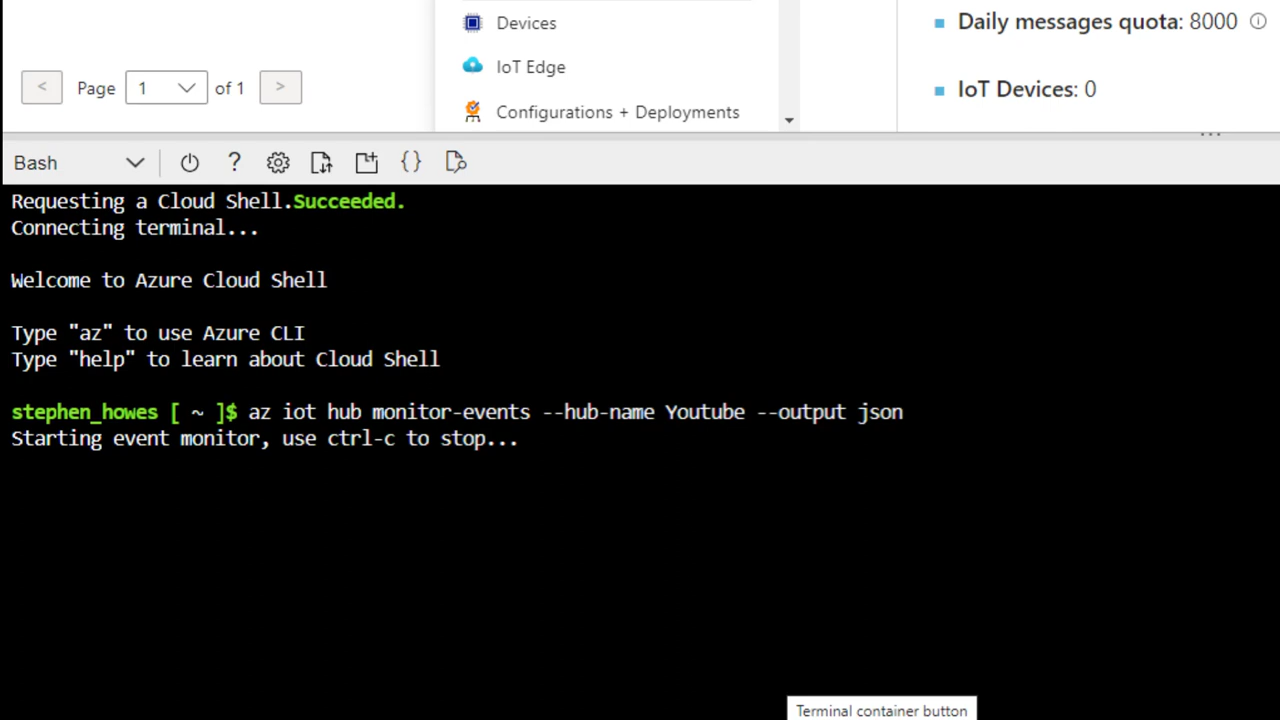 Devices
IoT Edge
Configurations + Deployments
Daily messages quota: 8000
IoT Devices: 0
< Page 1 of 1 >
Bash
Requesting a Cloud Shell.Succeeded.
Connecting terminal...
Welcome to Azure Cloud Shell
Type "az" to use Azure CLI
Type "help" to learn about Cloud Shell
stephen_howes [ ~ ]$ az iot hub monitor-events --hub-name Youtube --output json
Starting event monitor, use ctrl-c to stop...
Terminal container button